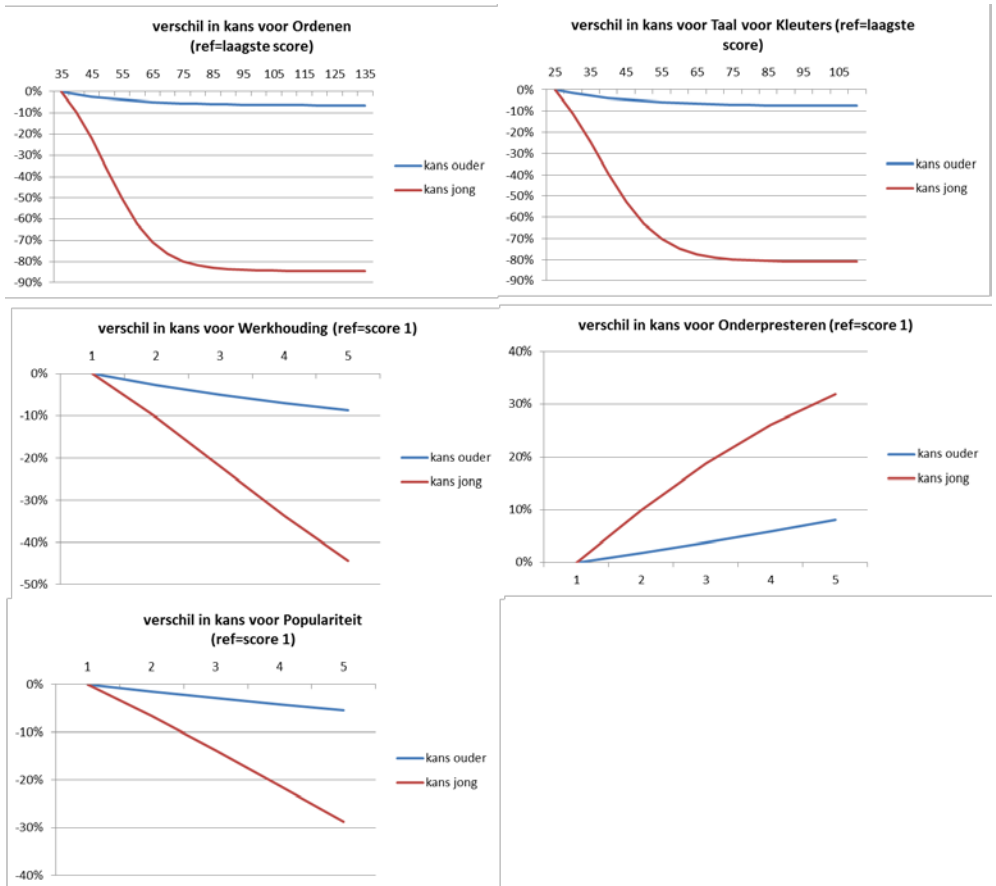 verschil in kans voor Ordenen
(ref=laagste score)
35 45 55 65 75 85 95 105 115 125 135
0%
-10%
-20%
-30%
-40%
-50%
-60%
-70%
-80%
-90%
kans ouder
kans jong
verschil in kans voor Taal voor Kleuters (ref=laagste
score)
25 35 45 55 65 75 85 95 105
0%
-10%
-20%
-30%
-40%
-50%
-60%
-70%
-80%
-90%
kans ouder
kans jong
verschil in kans voor Werkhouding (ref=score 1)
1 2 3 4 5
0%
-10%
-20%
-30%
-40%
-50%
kans ouder
kans jong
verschil in kans voor Onderpresteren (ref=score 1)
40%
30%
20%
10%
0%
1 2 3 4 5
kans ouder
kans jong
verschil in kans voor Populariteit
(ref=score 1)
1 2 3 4 5
0%
-10%
-20%
-30%
-40%
kans ouder
kans jong